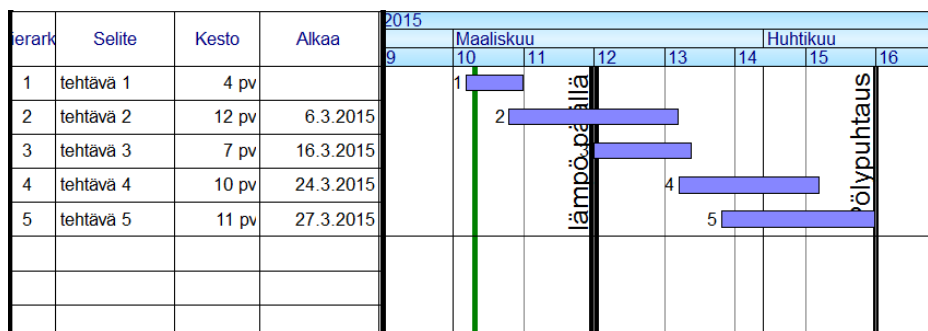 2015
ierark Selite Kesto Alkaa Maaliskuu Huhtikuu
9 10 11 12 13 14 15 16
1 tehtävä 1 4 pv 1
2 tehtävä 2 12 pv 6.3.2015 2
3 tehtävä 3 7 pv 16.3.2015 3
4 tehtävä 4 10 pv 24.3.2015 4
5 tehtävä 5 11 pv 27.3.2015 5
lämpö päällä
Pölypuhtaus